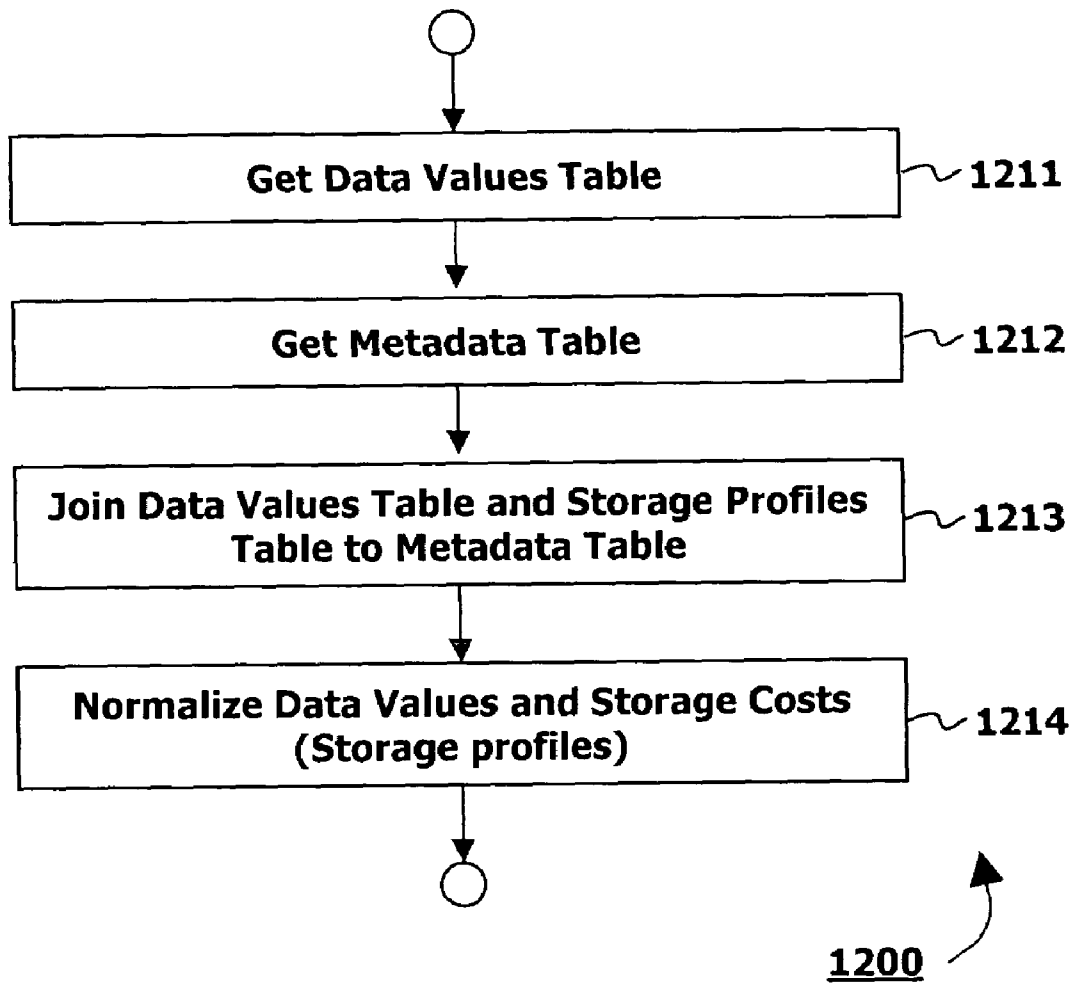 Get Data Values Table
1211
Get Metadata Table
1212
Join Data Values Table and Storage Profiles
Table to Metadata Table
1213
Normalize Data Values and Storage Costs
(Storage profiles)
1214
1200